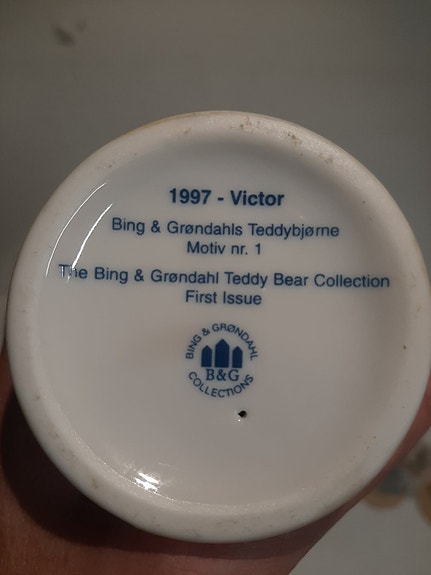 1997 - Victor
Bing & Grøndahls Teddybjørne
Motiv nr. 1
The Bing & Grøndahl Teddy Bear Collection
First Issue
BING & GRØNDAHL
B&G
COLLECTIONS